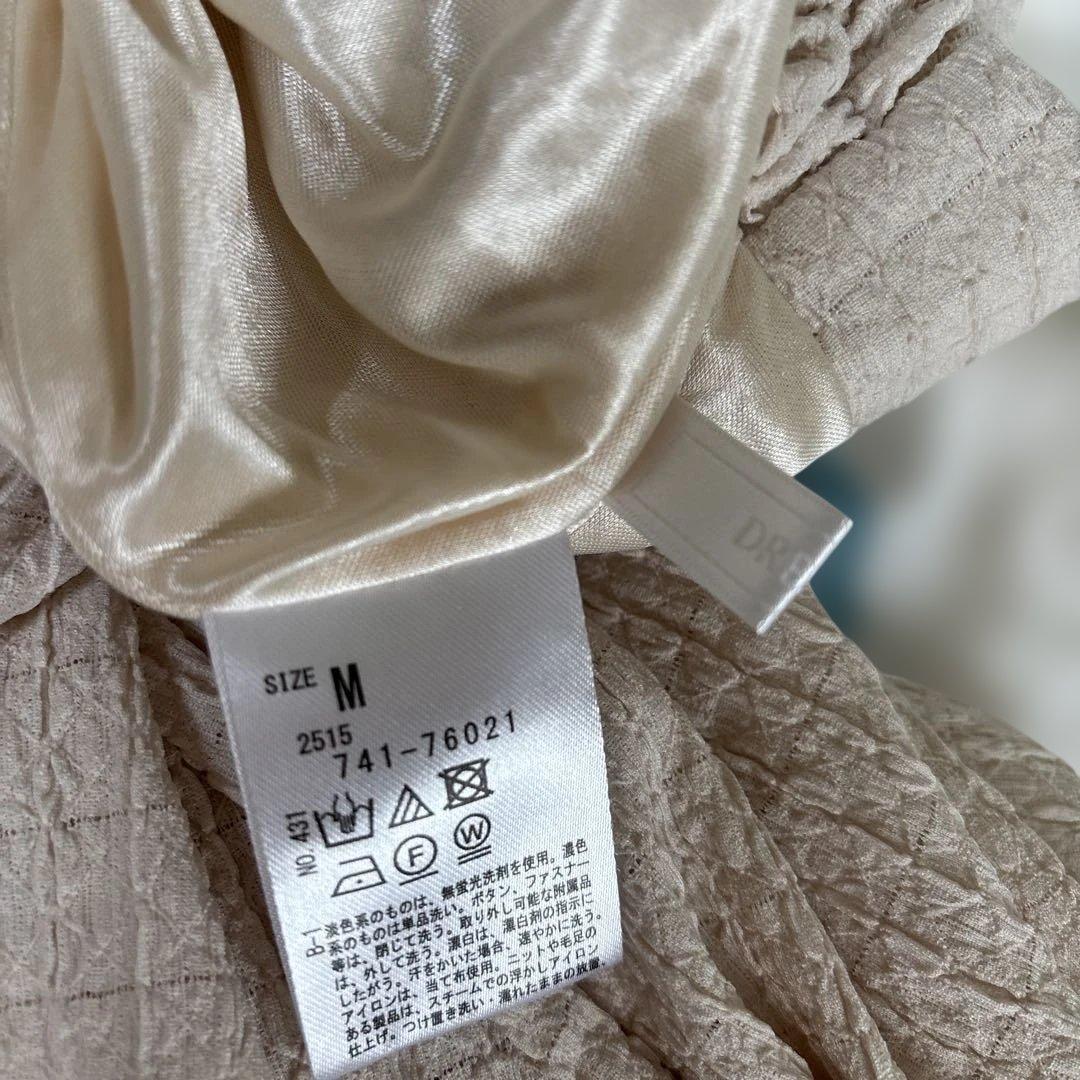 DR
SIZE M
2515
741-76021
NO 431
F
W
B-1
淡色系のものは、無蛍光洗剤を使用。濃色
系のものは単品洗い。ボタン、ファスナー
等は、閉じて洗う。取り外し可能な附属品
は、外して洗う。漂白は、漂白剤の指示に
したがう。汗をかいた場合、速やかに洗う。
アイロンは、当て布使用。ニットや毛足の
ある製品は、スチームでの浮かしアイロン
仕上げ。つけ置き洗い・濡れたままの放置、